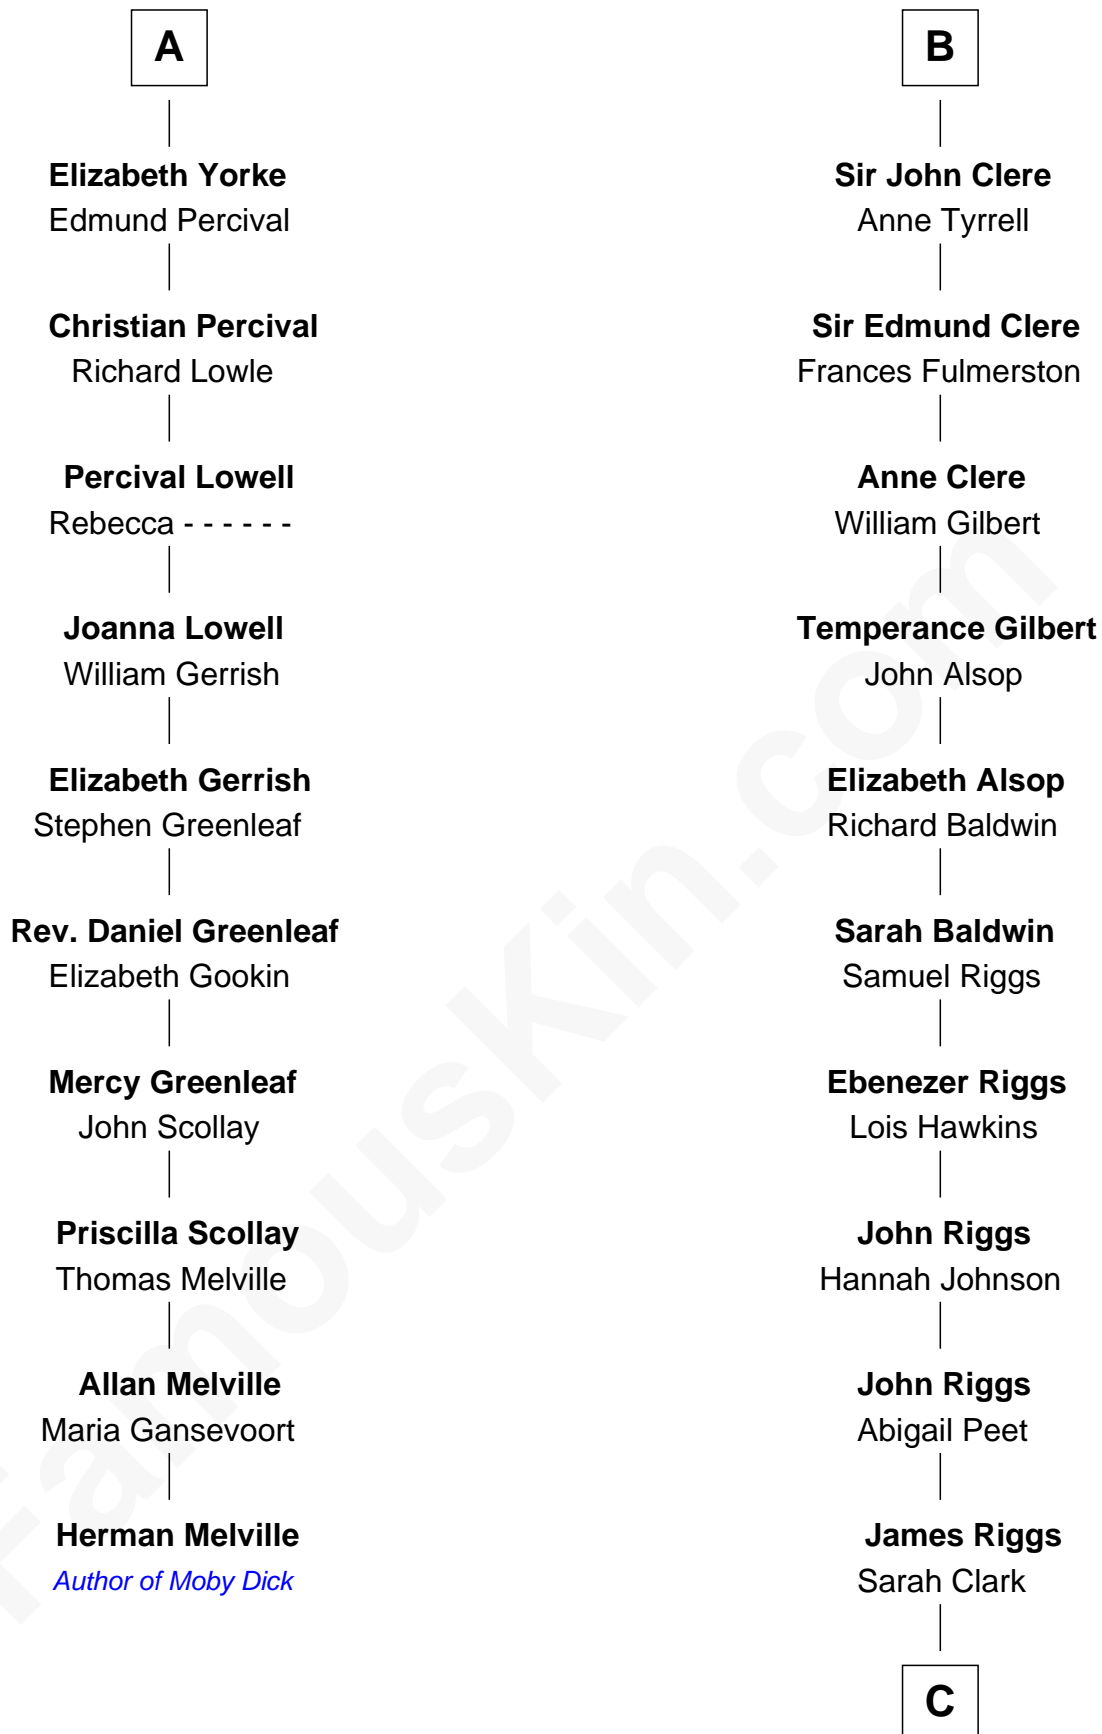 A
Elizabeth Yorke
Edmund Percival
Christian Percival
Richard Lowle
Percival Lowell
Rebecca - - - - - -
Joanna Lowell
William Gerrish
Elizabeth Gerrish
Stephen Greenleaf
Rev. Daniel Greenleaf
Elizabeth Gookin
Mercy Greenleaf
John Scollay
Priscilla Scollay
Thomas Melville
Allan Melville
Maria Gansevoort
Herman Melville
Author of Moby Dick
B
Sir John Clere
Anne Tyrrell
Sir Edmund Clere
Frances Fulmerston
Anne Clere
William Gilbert
Temperance Gilbert
John Alsop
Elizabeth Alsop
Richard Baldwin
Sarah Baldwin
Samuel Riggs
Ebenezer Riggs
Lois Hawkins
John Riggs
Hannah Johnson
John Riggs
Abigail Peet
James Riggs
Sarah Clark
C
FamousKin.com